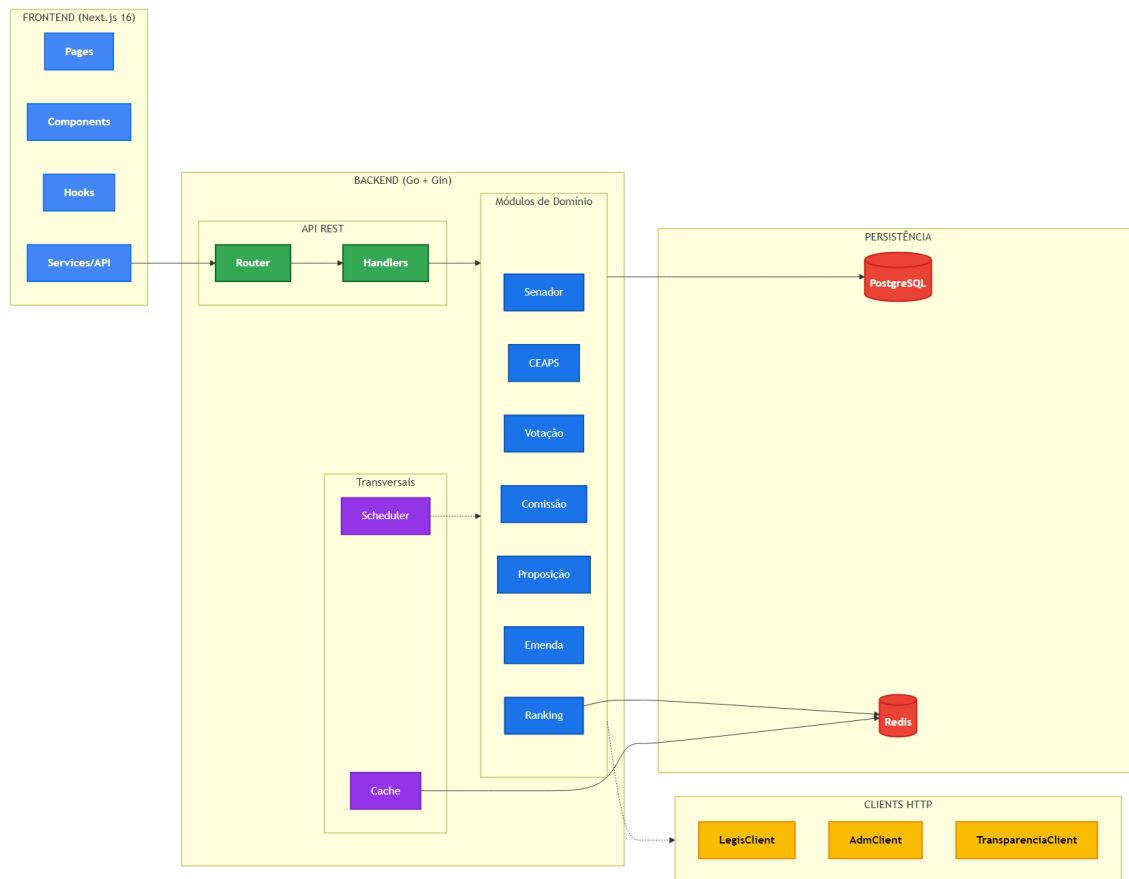 FRONTEND (Next.js 16)
Pages
Components
Hooks
Services/API
BACKEND (Go + Gin)
API REST
Router
Handlers
Módulos de Domínio
Senador
CEAPS
Votação
Comissão
Proposição
Emenda
Ranking
Transversais
Scheduler
Cache
PERSISTÊNCIA
PostgreSQL
Redis
CLIENTS HTTP
LegisClient
AdmClient
TransparenciaClient